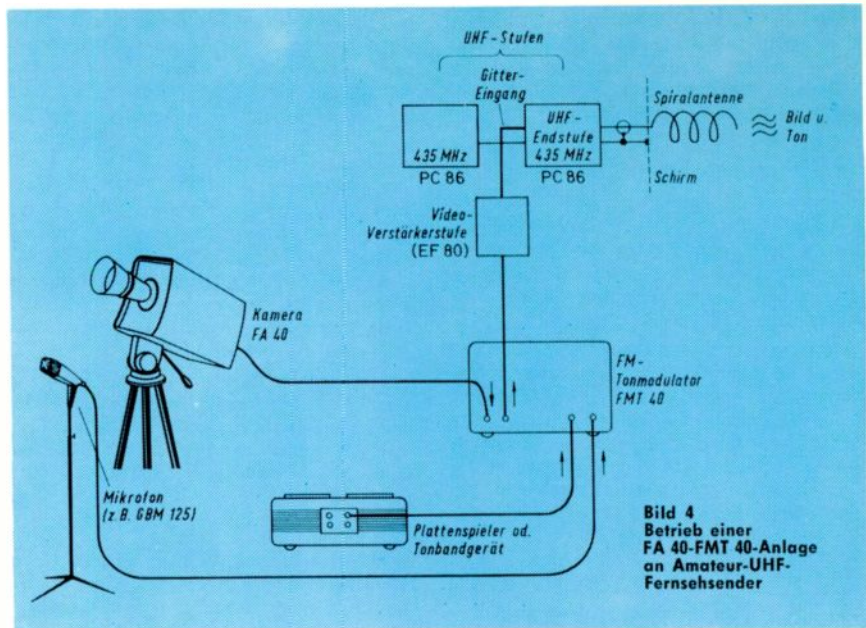 UHF-Stufen
Gitter-
Eingang
UHF-
Endstufe
435 MHz
PC 86
435 MHz
PC 86
Spiralantenne
Bild u.
Ton
Schirm
Video-
Verstärkerstufe
(EF 80)
Kamera
FA 40
FM-
Tonmodulator
FMT 40
Mikrofon
(z.B. GBM 125)
Plattenspieler od.
Tonbandgerät
Bild 4
Betrieb einer
FA 40-FMT 40-Anlage
an Amateur-UHF-
Fernsehsender